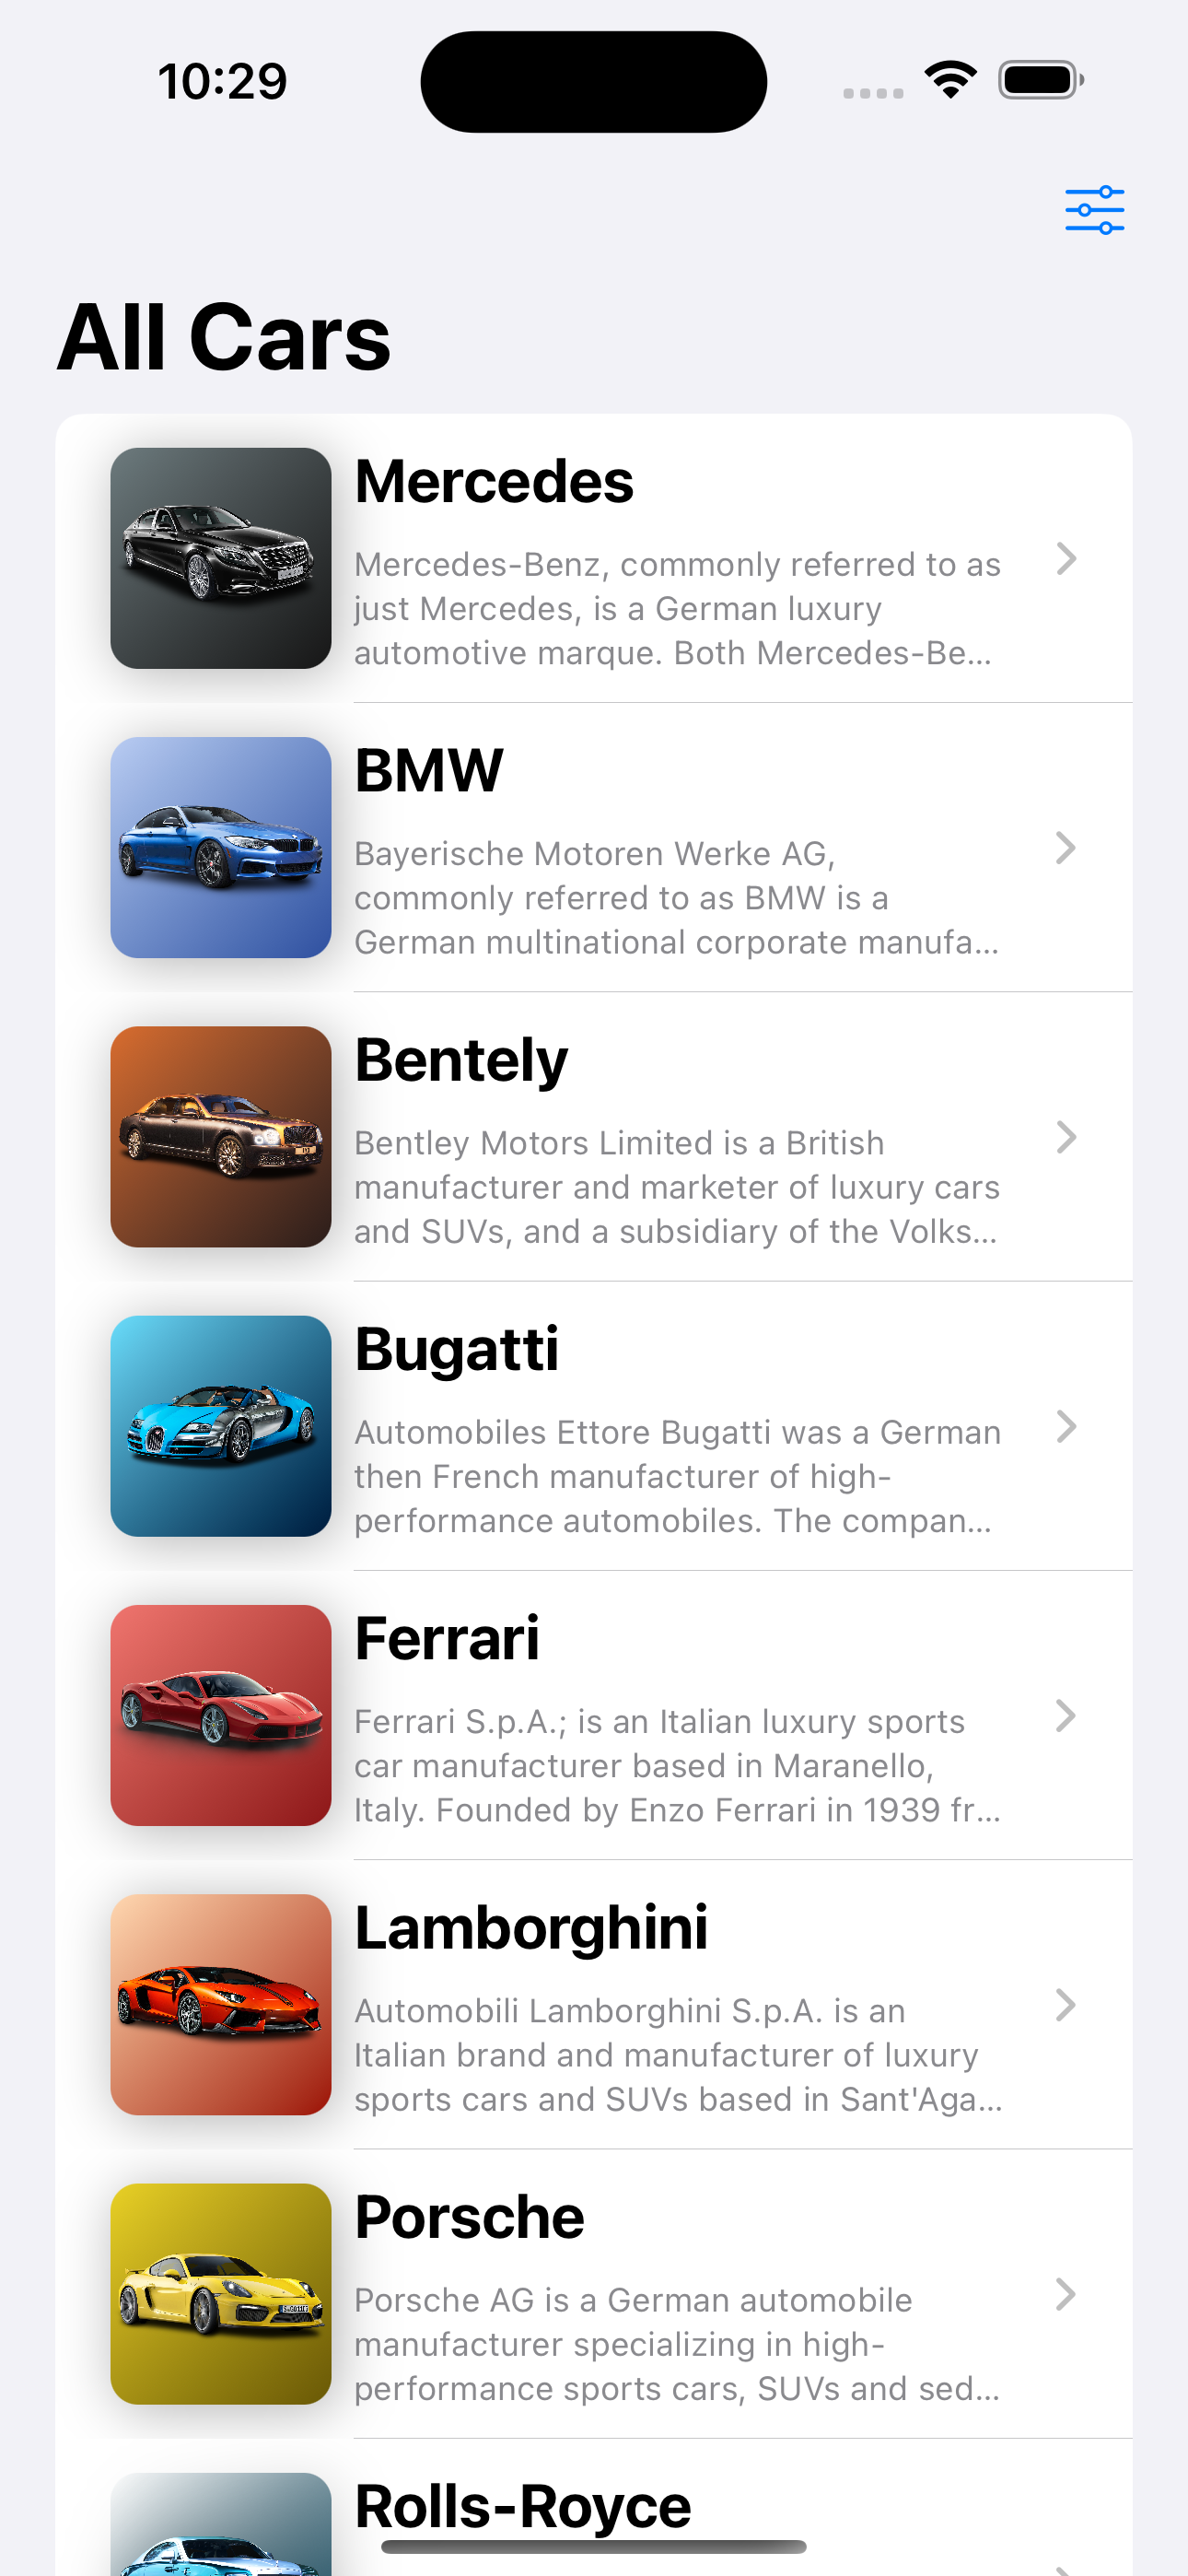 10:29
All Cars
Mercedes
Mercedes-Benz, commonly referred to as
just Mercedes, is a German luxury
automotive marque. Both Mercedes-Be...
BMW
Bayerische Motoren Werke AG,
commonly referred to as BMW is a
German multinational corporate manufa...
Bentely
Bentley Motors Limited is a British
manufacturer and marketer of luxury cars
and SUVs, and a subsidiary of the Volks...
Bugatti
Automobiles Ettore Bugatti was a German
then French manufacturer of high-
performance automobiles. The compan...
Ferrari
Ferrari S.p.A.; is an Italian luxury sports
car manufacturer based in Maranello,
Italy. Founded by Enzo Ferrari in 1939 fr...
Lamborghini
Automobili Lamborghini S.p.A. is an
Italian brand and manufacturer of luxury
sports cars and SUVs based in Sant'Aga...
Porsche
Porsche AG is a German automobile
manufacturer specializing in high-
performance sports cars, SUVs and sed...
Rolls-Royce